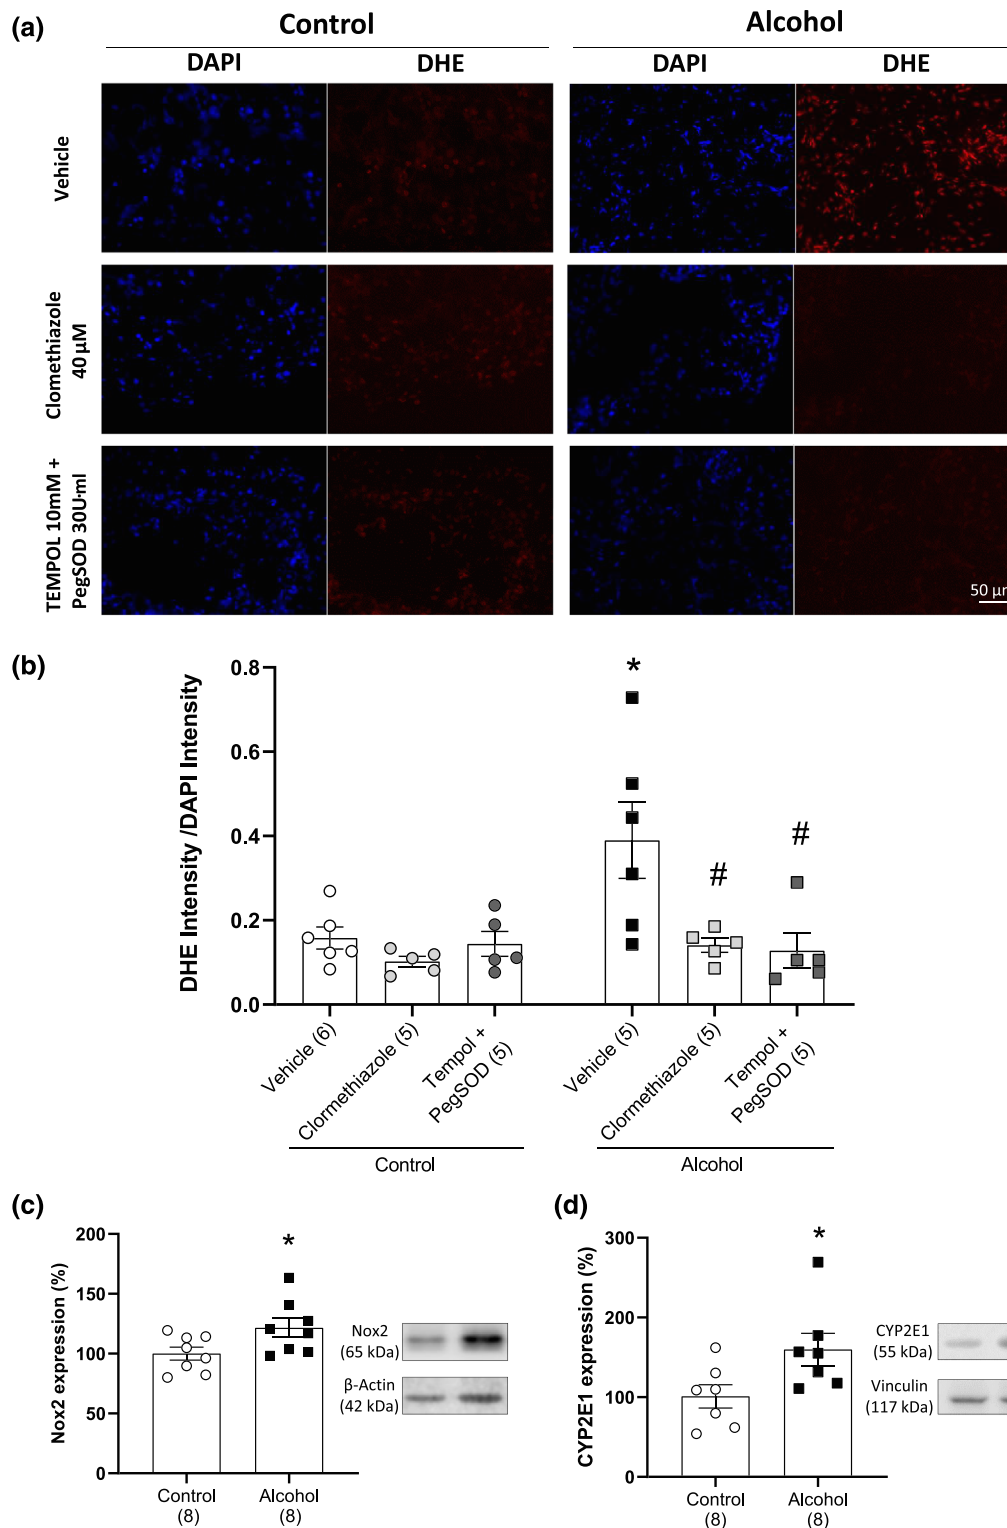 (a)
Control
Alcohol
DAPI
DHE
DAPI
DHE
Vehicle
Clomethiazole
40 µM
TEMPOL 10mM +
PegSOD 30U·ml
50 µm
(b)
DHE Intensity /DAPI Intensity
0.8
0.6
0.4
0.2
0.0
*
#
#
Vehicle (6)
Clormethiazole (5)
Tempol +
PegSOD (5)
Vehicle (5)
Clormethiazole (5)
Tempol +
PegSOD (5)
Control
Alcohol
(c)
Nox2 expression (%)
200
150
100
50
0
*
Control
(8)
Alcohol
(8)
Nox2
(65 kDa)
β-Actin
(42 kDa)
(d)
CYP2E1 expression (%)
300
200
100
0
*
Control
(8)
Alcohol
(8)
CYP2E1
(55 kDa)
Vinculin
(117 kDa)